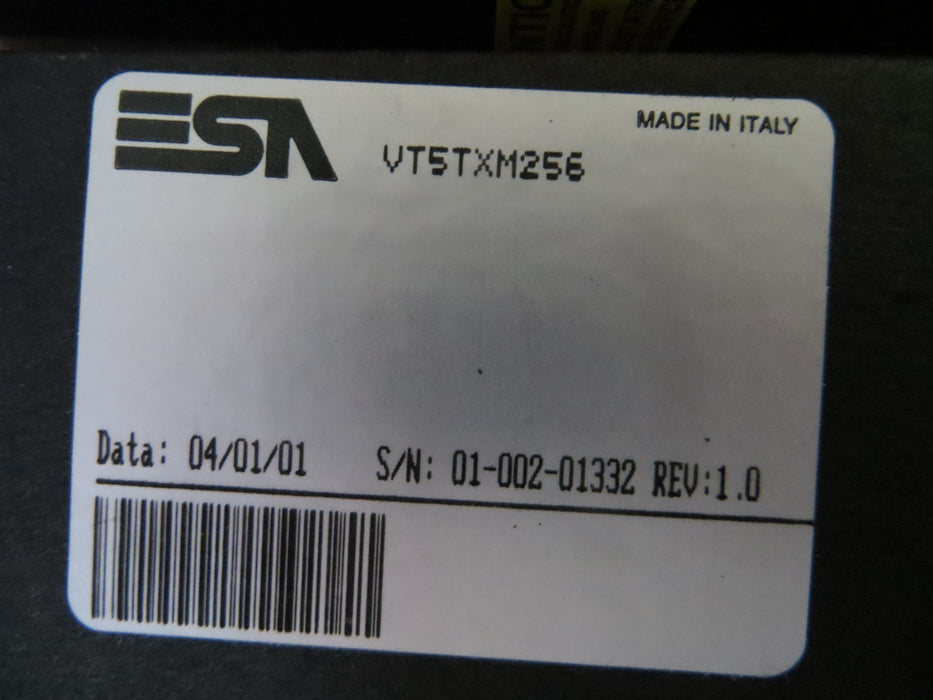 ESA
VT5TXM256
MADE IN ITALY
Data: 04/01/01 S/N: 01-002-01332 REV:1.0